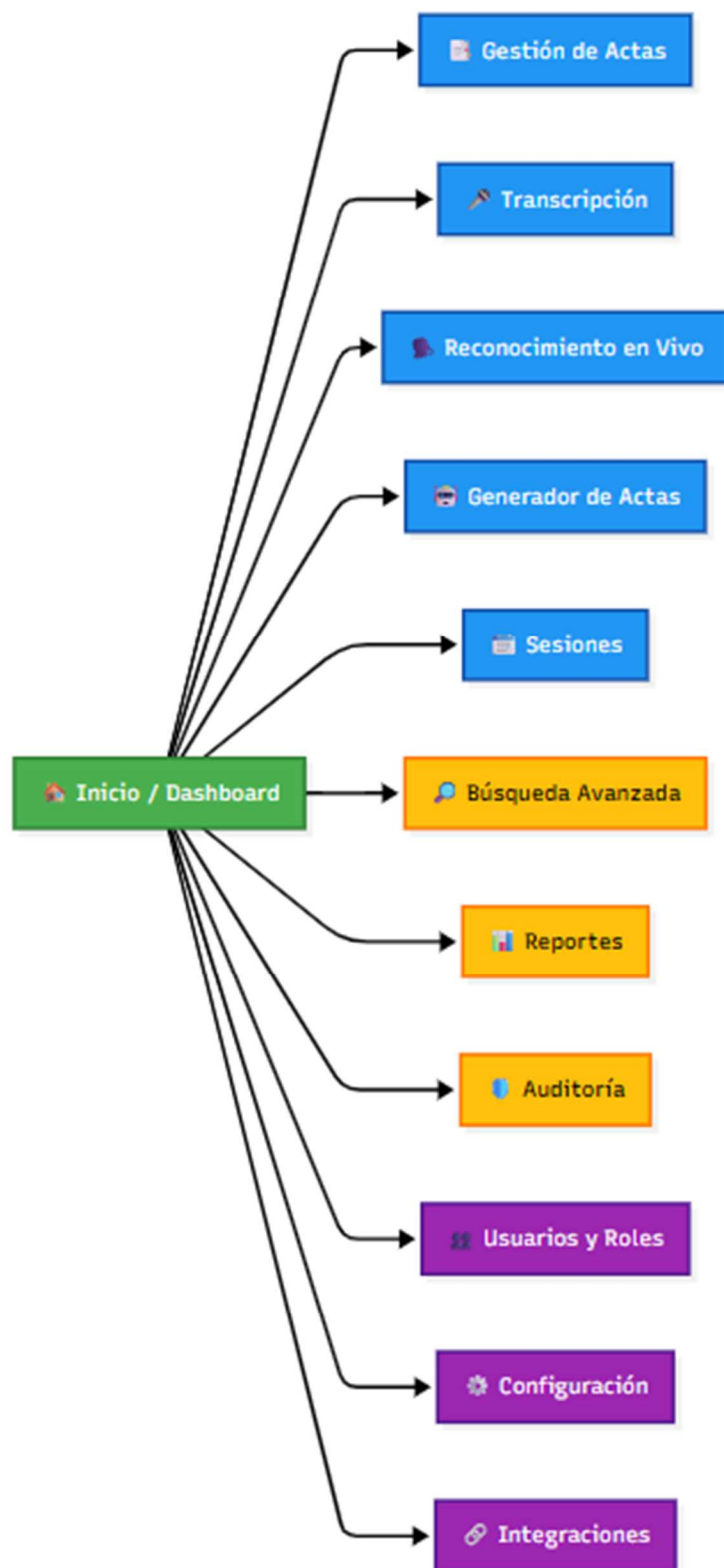 Gestión de Actas
Transcripción
Reconocimiento en Vivo
Generador de Actas
Sesiones
Inicio / Dashboard
Búsqueda Avanzada
Reportes
Auditoría
Usuarios y Roles
Configuración
Integraciones